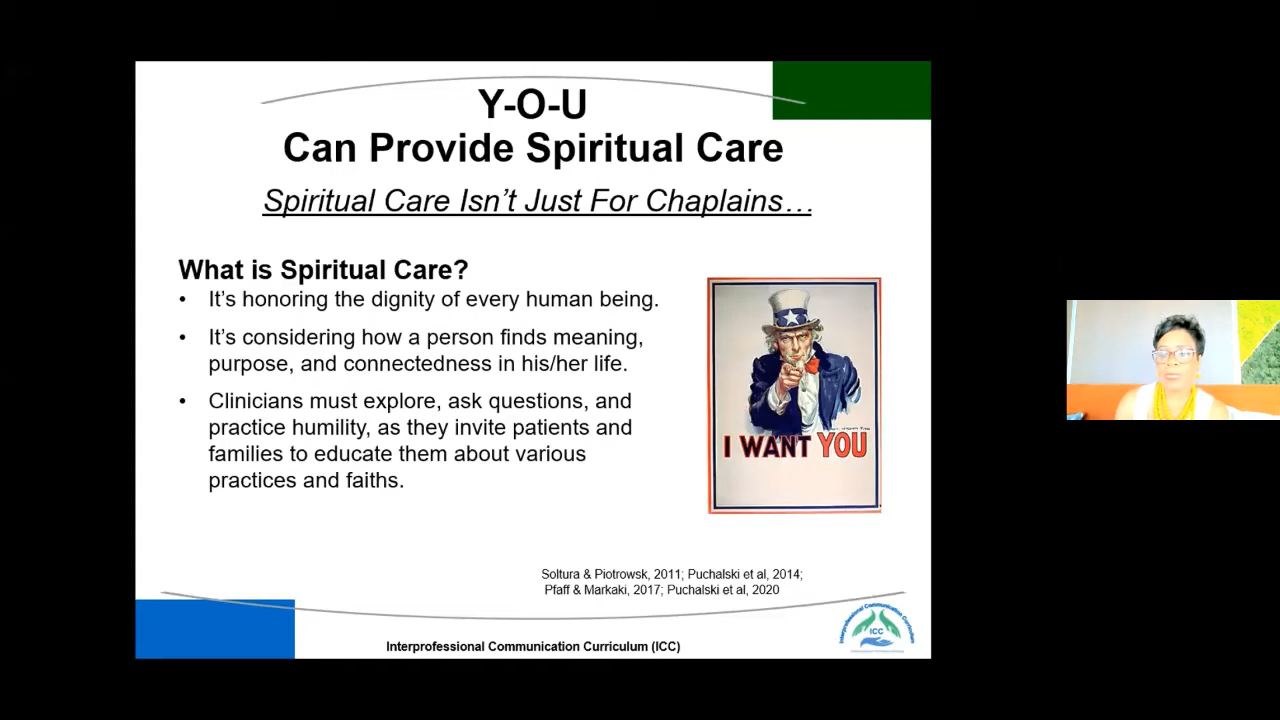 Y-O-U
Can Provide Spiritual Care
Spiritual Care Isn’t Just For Chaplains…
What is Spiritual Care?
• It’s honoring the dignity of every human being.
• It’s considering how a person finds meaning,
purpose, and connectedness in his/her life.
• Clinicians must explore, ask questions, and
practice humility, as they invite patients and
families to educate them about various
practices and faiths.
I WANT YOU
Soltura & Piotrowsk, 2011; Puchalski et al, 2014;
Pfaff & Markaki, 2017; Puchalski et al, 2020
Interprofessional Communication Curriculum (ICC)
Interprofessional Communication Curriculum
ICC